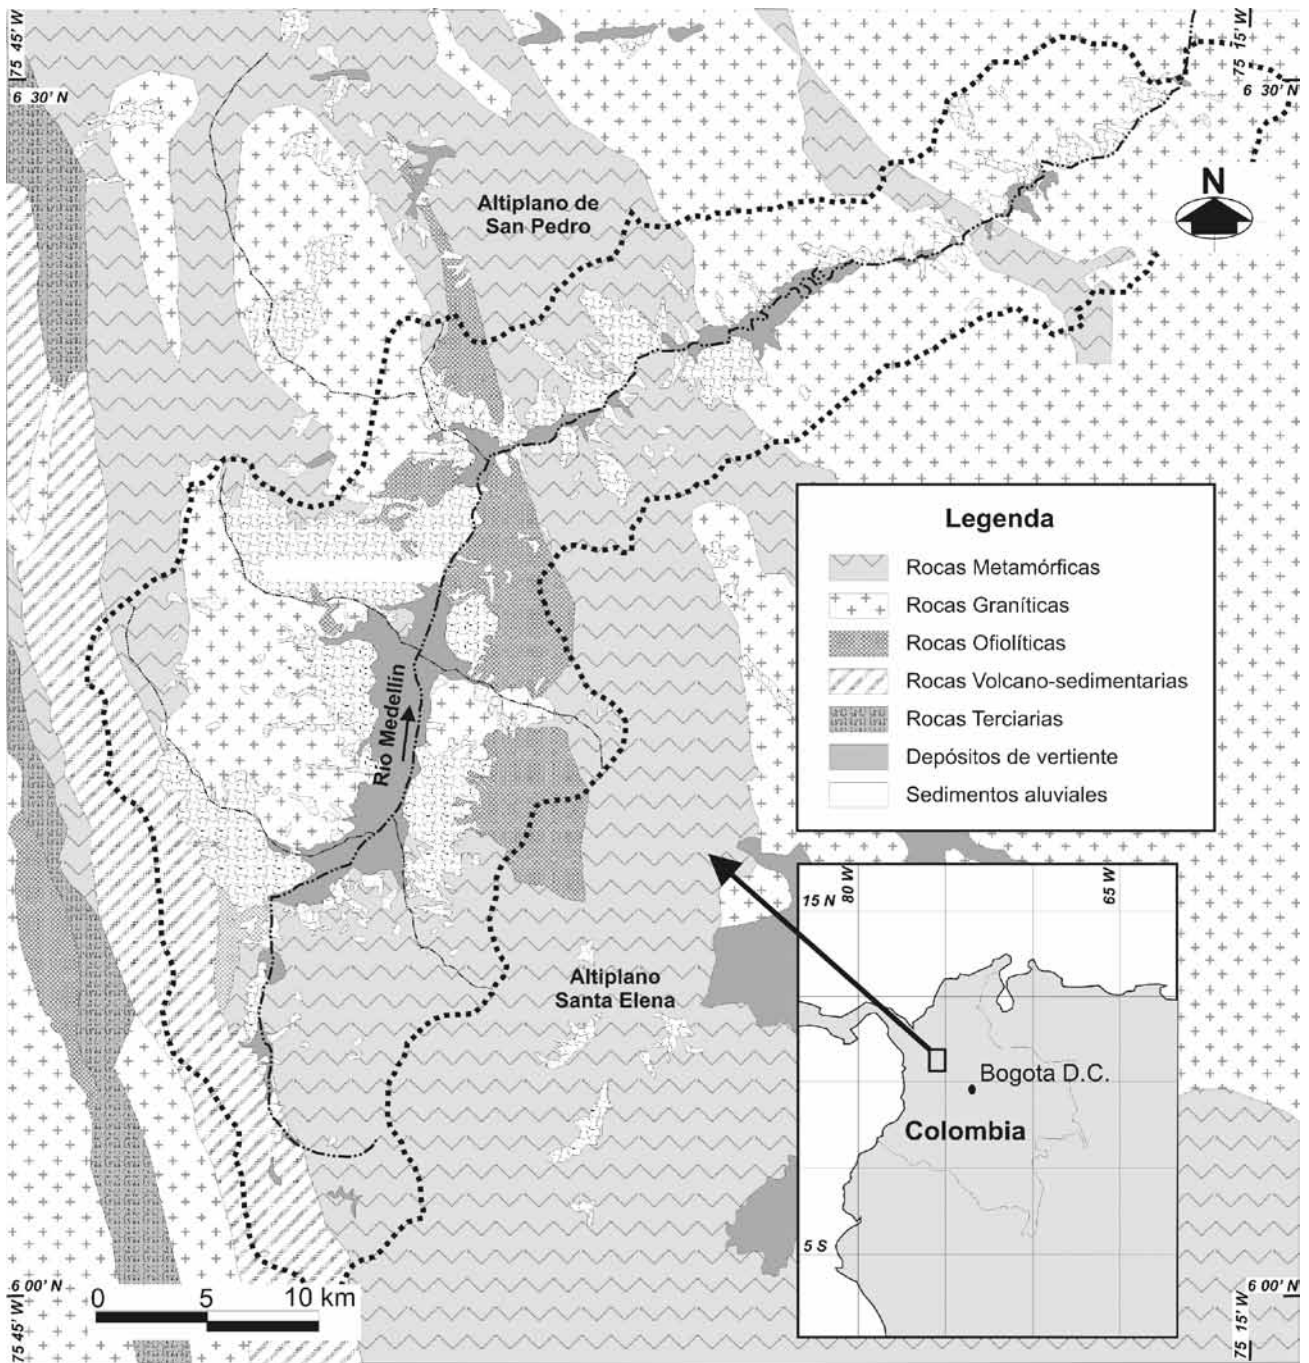 75 45' W
6 30' N
75 15' W
6 30' N
N
Altiplano de
San Pedro
Legenda
Rocas Metamórficas
Rocas Graníticas
Rocas Ofiolíticas
Rocas Volcano-sedimentarias
Rocas Terciarias
Depósitos de vertiente
Sedimentos aluviales
Rio Medellín
Altiplano
Santa Elena
15 N
80 W
65 W
Bogota D.C.
Colombia
5 S
6 00' N
75 45' W
0 5 10 km
6 00' N
75 15' W